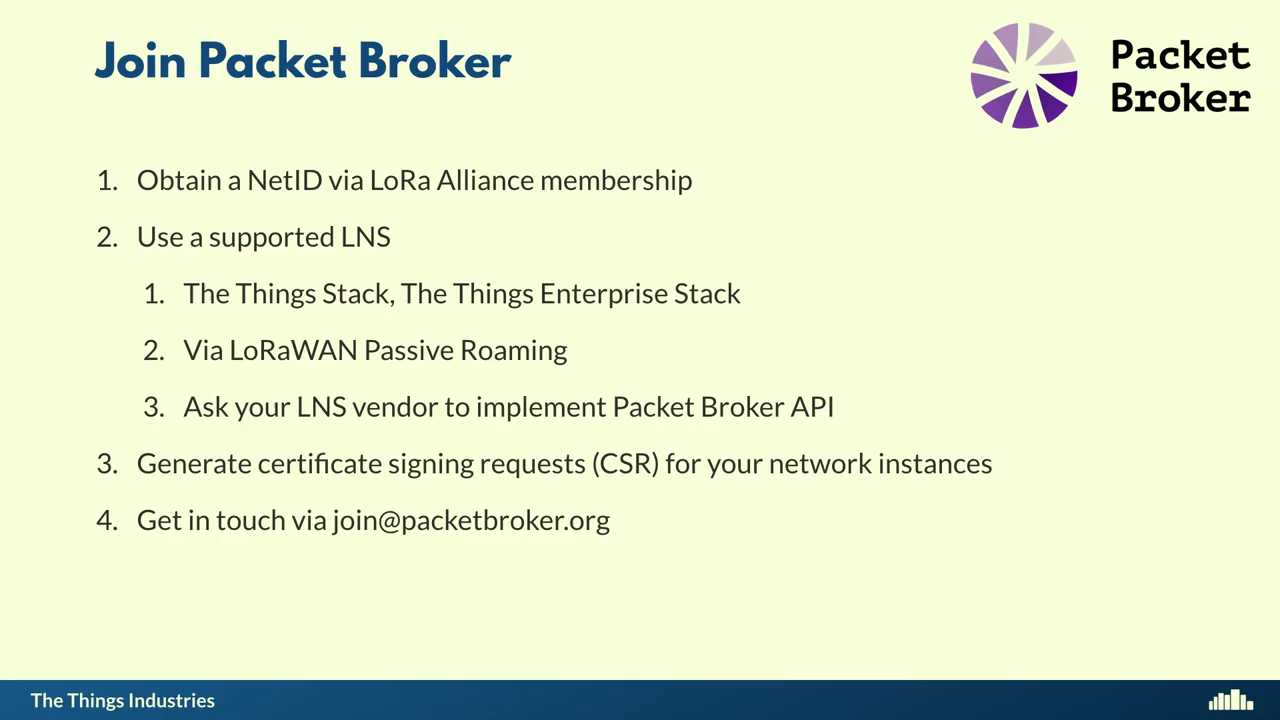 Join Packet Broker
Packet
Broker
1. Obtain a NetID via LoRa Alliance membership
2. Use a supported LNS
1. The Things Stack, The Things Enterprise Stack
2. Via LoRaWAN Passive Roaming
3. Ask your LNS vendor to implement Packet Broker API
3. Generate certificate signing requests (CSR) for your network instances
4. Get in touch via join@packetbroker.org
The Things Industries